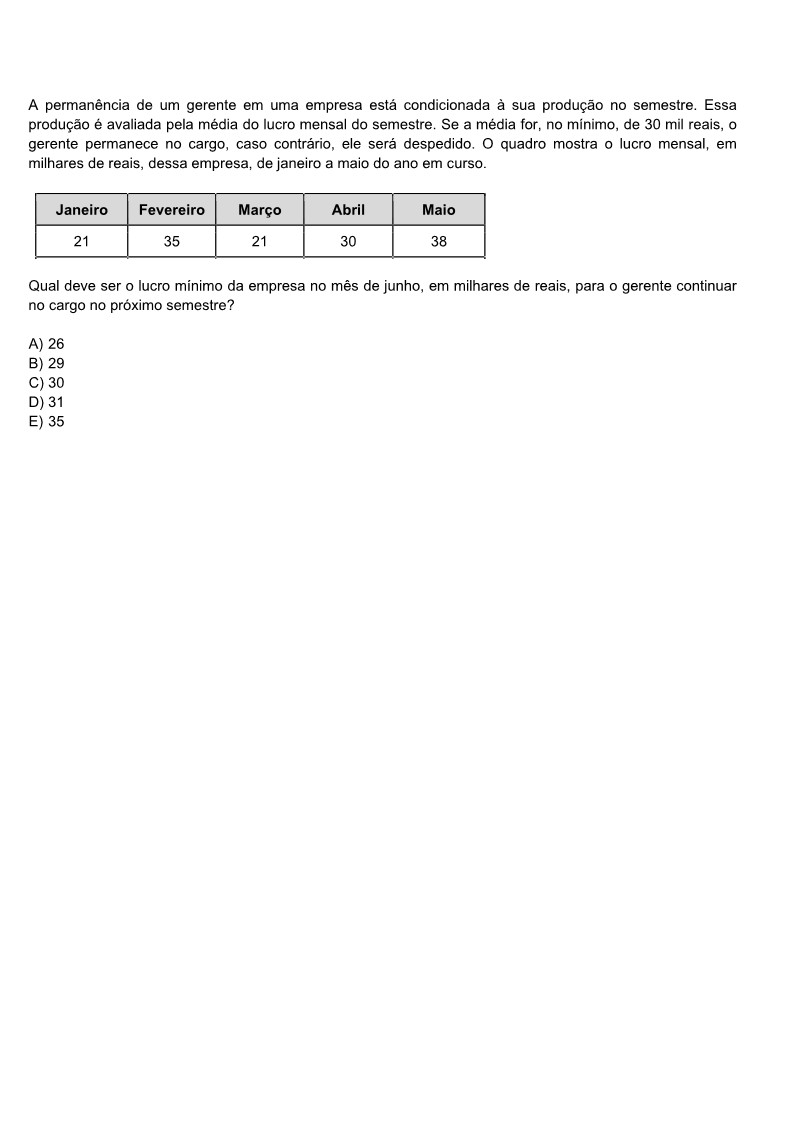 A permanência de um gerente em uma empresa está condicionada à sua produção no semestre. Essa
produção é avaliada pela média do lucro mensal do semestre. Se a média for, no mínimo, de 30 mil reais, o
gerente permanece no cargo, caso contrário, ele será despedido. O quadro mostra o lucro mensal, em
milhares de reais, dessa empresa, de janeiro a maio do ano em curso.
Janeiro Fevereiro Março Abril Maio
21 35 21 30 38
Qual deve ser o lucro mínimo da empresa no mês de junho, em milhares de reais, para o gerente continuar
no cargo no próximo semestre?
A) 26
B) 29
C) 30
D) 31
E) 35